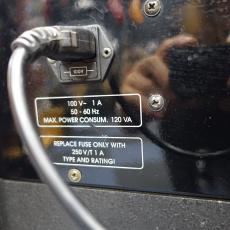 100V
100 V~ 1 A
50 - 60 Hz
MAX. POWER CONSUM. 120 VA
REPLACE FUSE ONLY WITH
250 V/T 1 A
TYPE AND RATING!